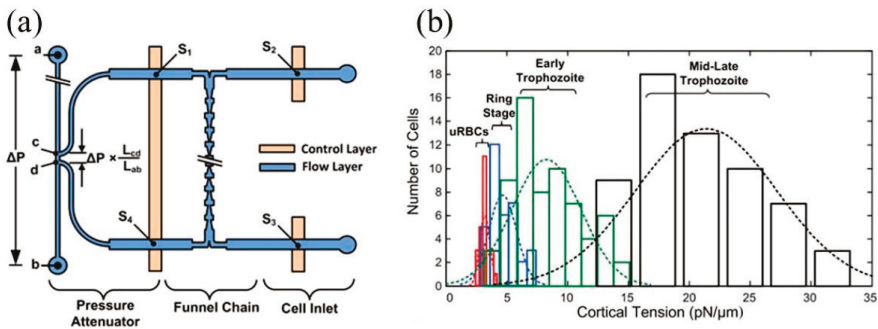 (a)
a
ΔP
c
d
b
ΔP × L_cd/L_ab
S₁
S₂
S₄
S₃
Control Layer
Flow Layer
Pressure
Attenuator
Funnel Chain
Cell Inlet
(b)
Number of Cells
20
18
16
14
12
10
8
6
4
2
0
uRBCs
Ring
Stage
Early
Trophozoite
Mid-Late
Trophozoite
0 5 10 15 20 25 30 35
Cortical Tension (pN/μm)